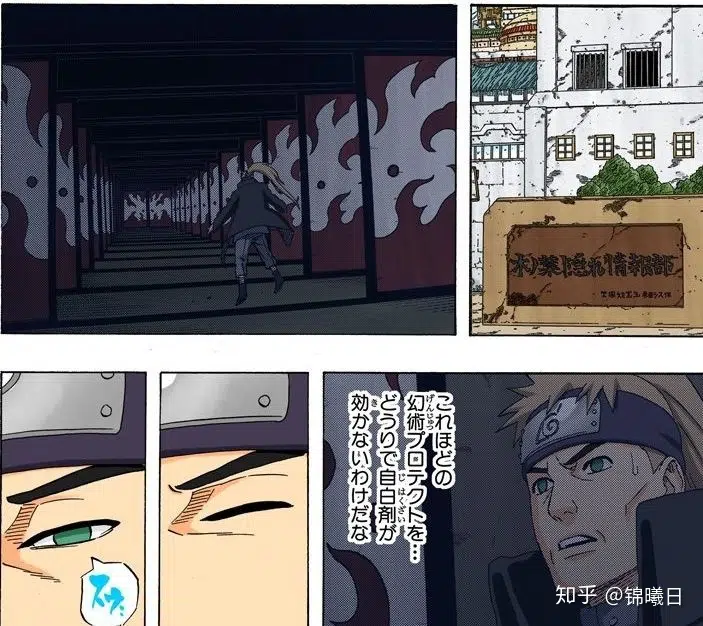 木ノ葉隠れ情報部
これほどの
幻術プロテクトを…
どうりで自白剤が
効かないわけだな
スゥ…
知乎 @锦曦日